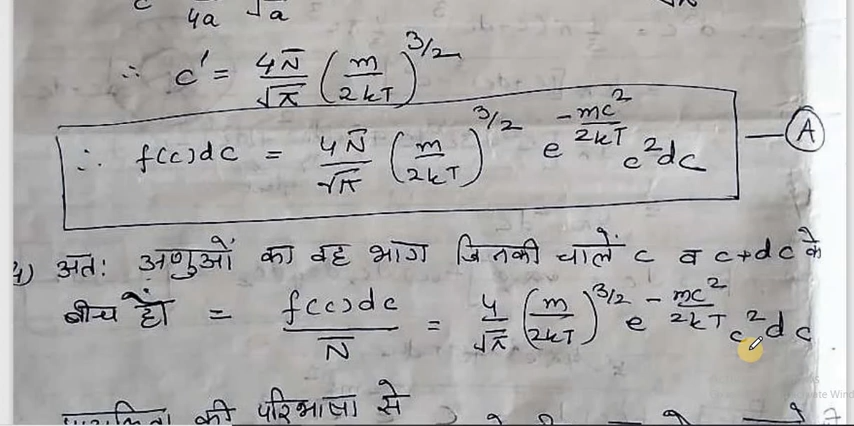 4a √a
∴ c' = 4N̅/√π (m/2kT)^3/2
∴ f(c)dc = 4N̅/√π (m/2kT)^3/2 e^-mc²/2kT c²dc — (A)
4) अतः अणुओं का वह भाग जिनकी चालें c व c+dc के
बीच हों = f(c)dc/N̅ = 4/√π (m/2kT)^3/2 e^-mc²/2kT c²dc
की परिभाषा से